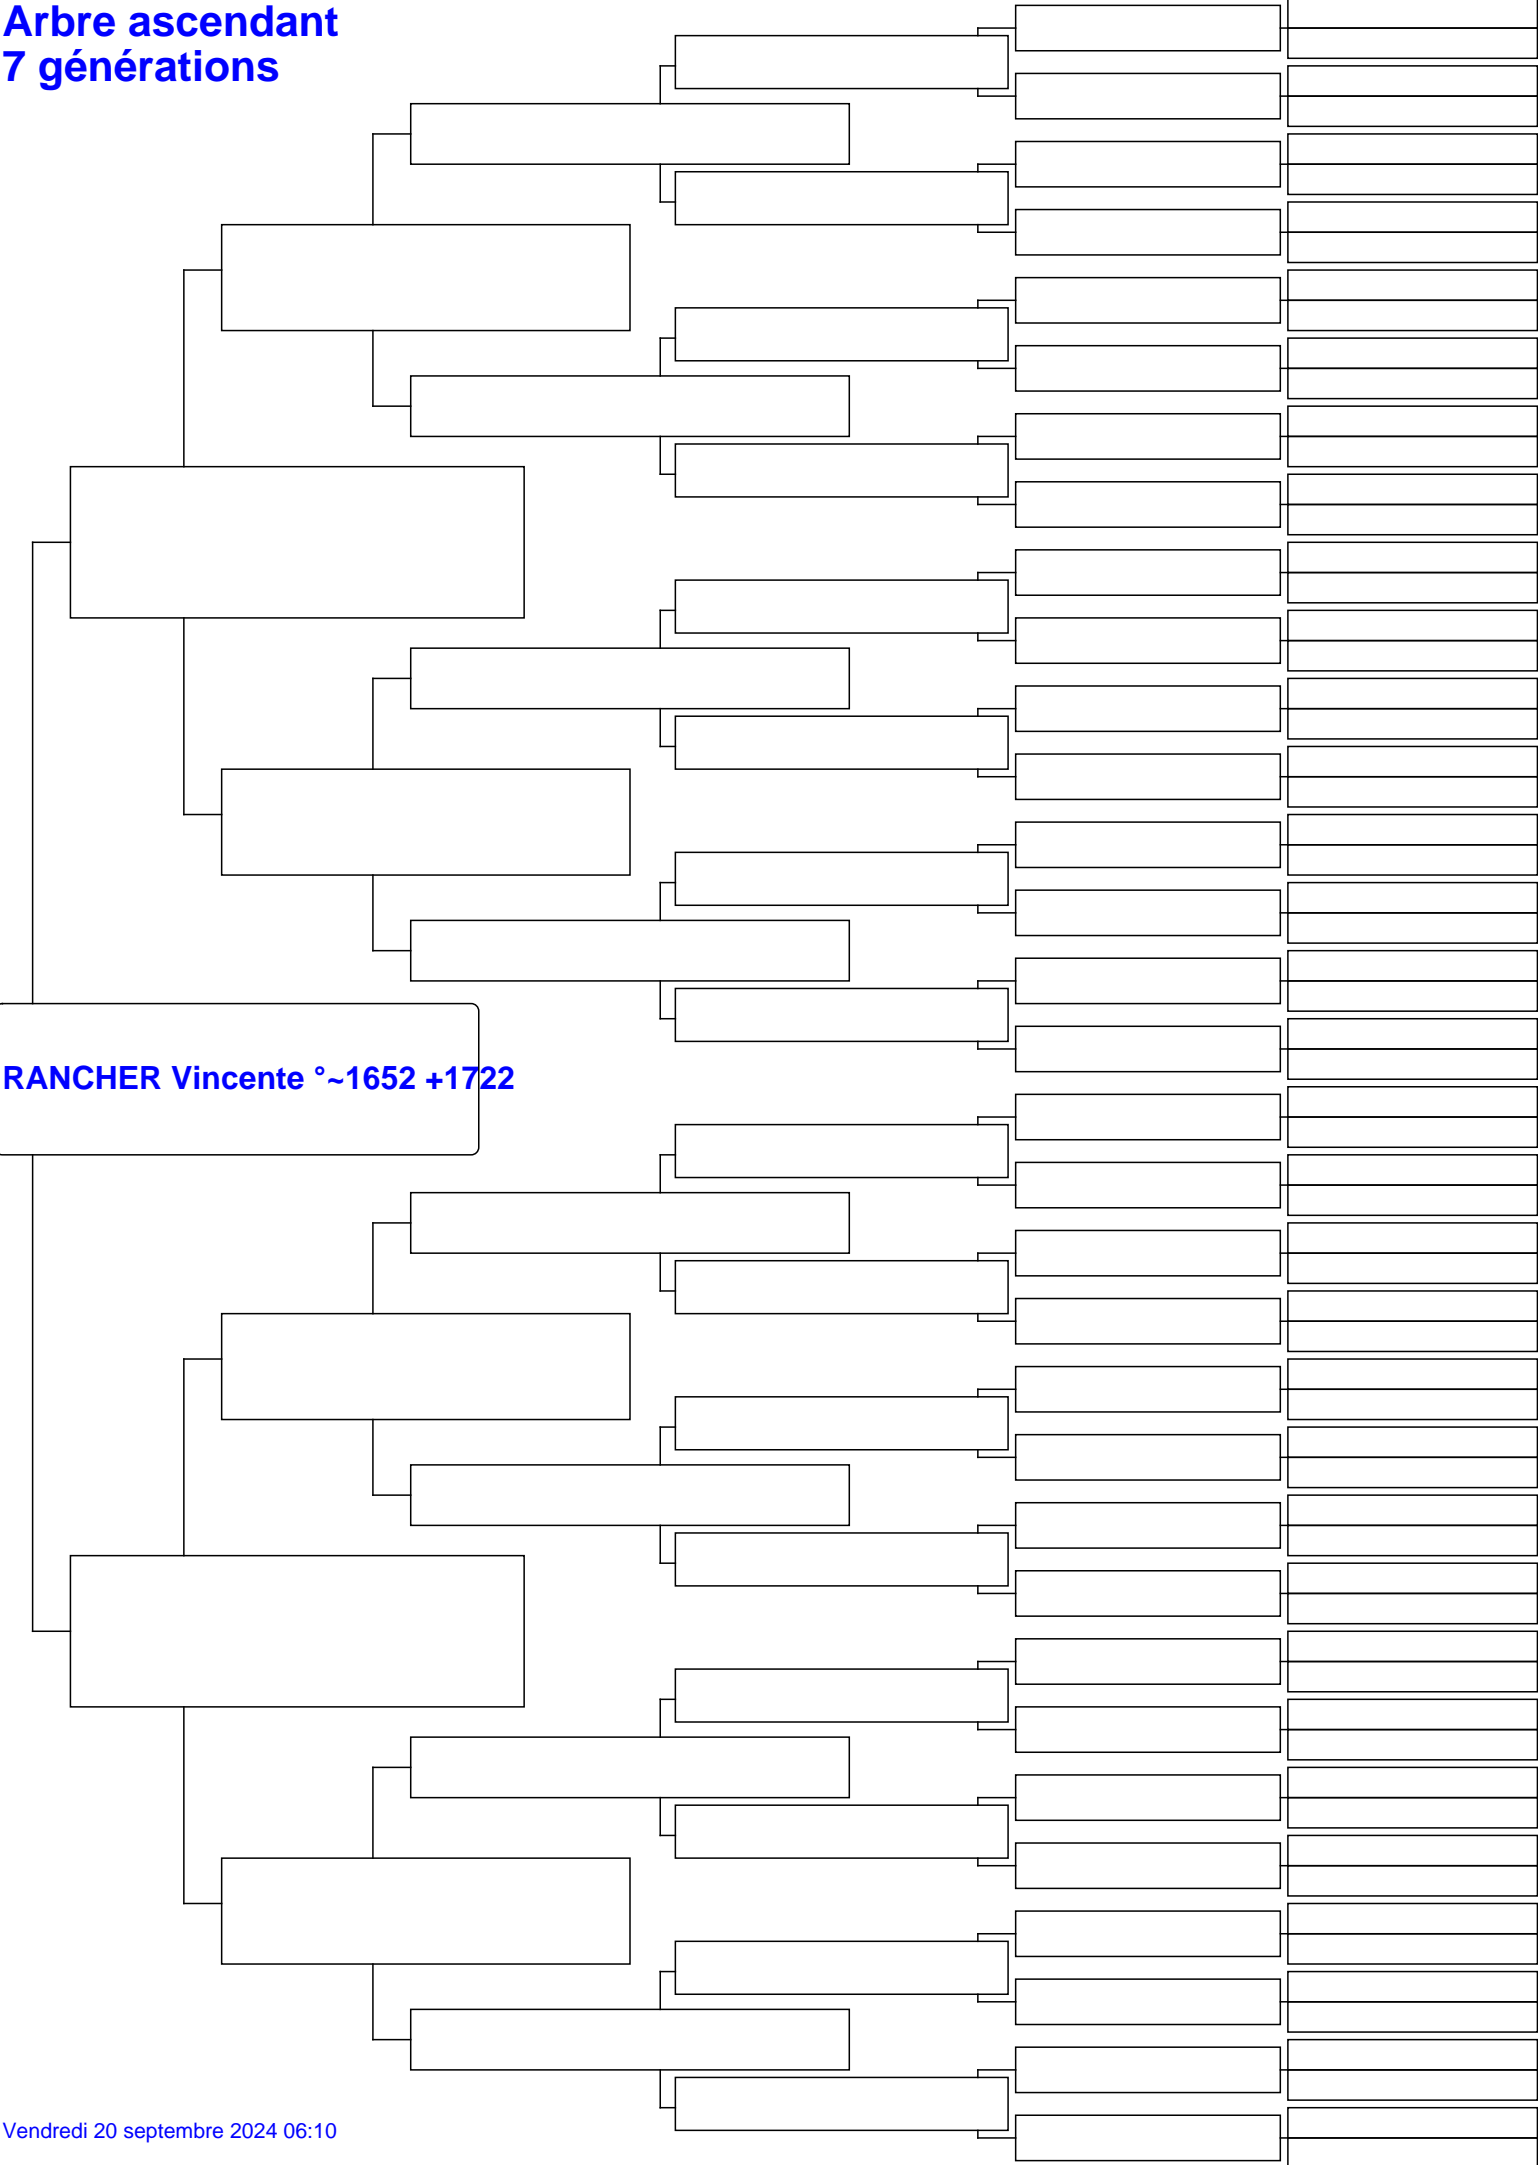 Arbre ascendant
7 générations
RANCHER Vincente °~1652 +1722
Vendredi 20 septembre 2024 06:10